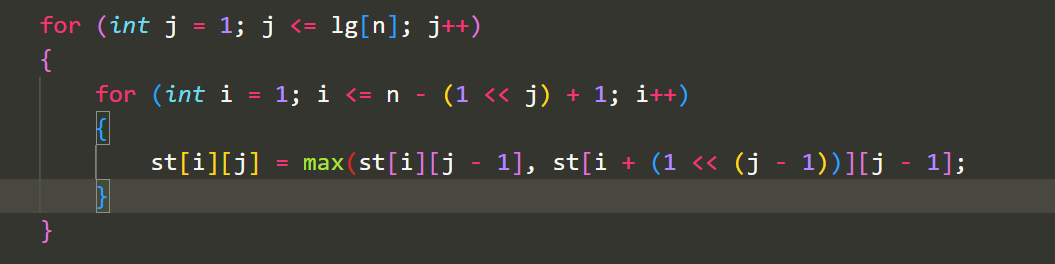 for (int j = 1; j <= lg[n]; j++)
{
for (int i = 1; i <= n - (1 << j) + 1; i++)
{
st[i][j] = max(st[i][j - 1], st[i + (1 << (j - 1))][j - 1];
}
}